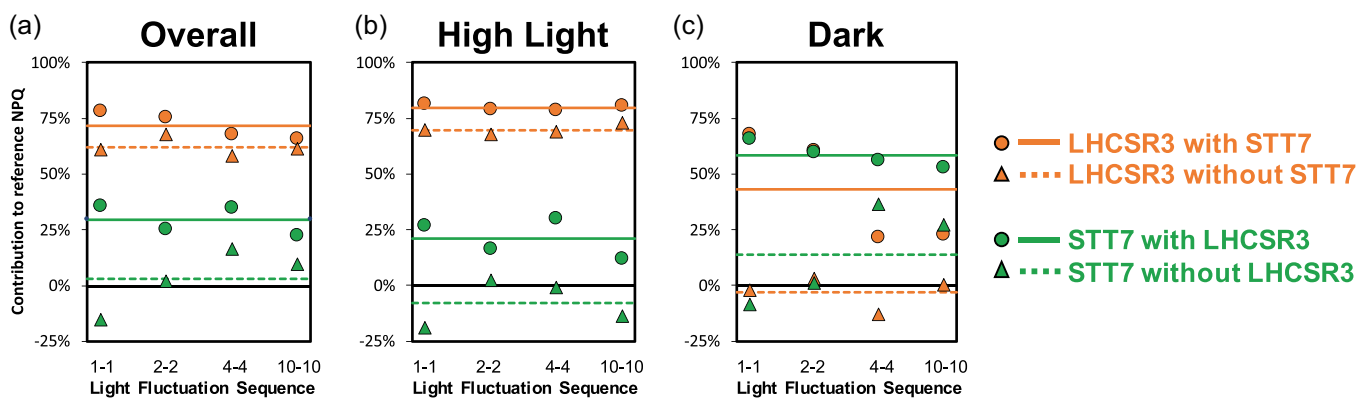 (a) Overall
(b) High Light
(c) Dark
Contribution to reference NPQ
100%
75%
50%
25%
0%
-25%
1-1 2-2 4-4 10-10
Light Fluctuation Sequence
100%
75%
50%
25%
0%
-25%
1-1 2-2 4-4 10-10
Light Fluctuation Sequence
100%
75%
50%
25%
0%
-25%
1-1 2-2 4-4 10-10
Light Fluctuation Sequence
LHCSR3 with STT7
LHCSR3 without STT7
STT7 with LHCSR3
STT7 without LHCSR3